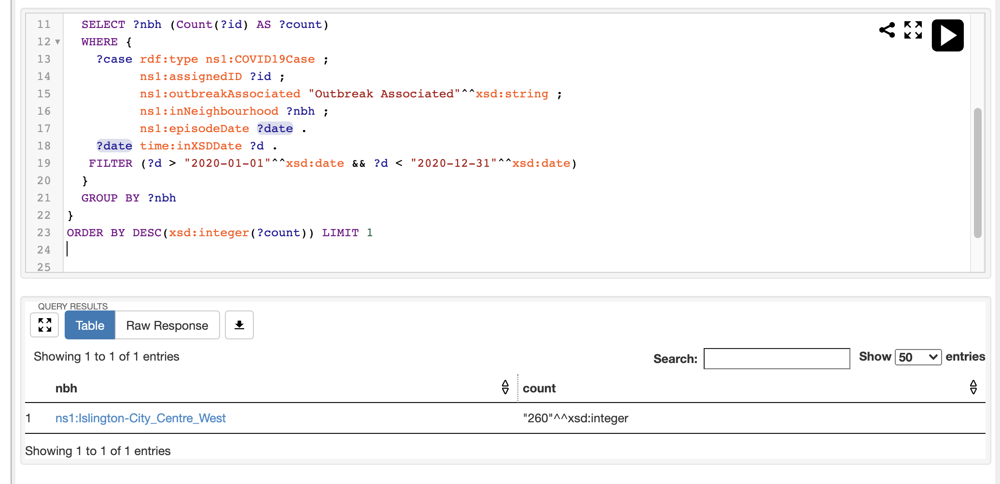 11 SELECT ?nbh (Count(?id) AS ?count)
12 WHERE {
13 ?case rdf:type ns1:COVID19Case ;
14 ns1:assignedID ?id ;
15 ns1:outbreakAssociated "Outbreak Associated"^^xsd:string ;
16 ns1:inNeighbourhood ?nbh ;
17 ns1:episodeDate ?date .
18 ?date time:inXSDDate ?d .
19 FILTER (?d > "2020-01-01"^^xsd:date && ?d < "2020-12-31"^^xsd:date)
20 }
21 GROUP BY ?nbh
22 }
23 ORDER BY DESC(xsd:integer(?count)) LIMIT 1
24
25
QUERY RESULTS
Table Raw Response
Showing 1 to 1 of 1 entries Search: Show 50 entries
nbh count
1 ns1:Islington-City_Centre_West "260"^^xsd:integer
Showing 1 to 1 of 1 entries